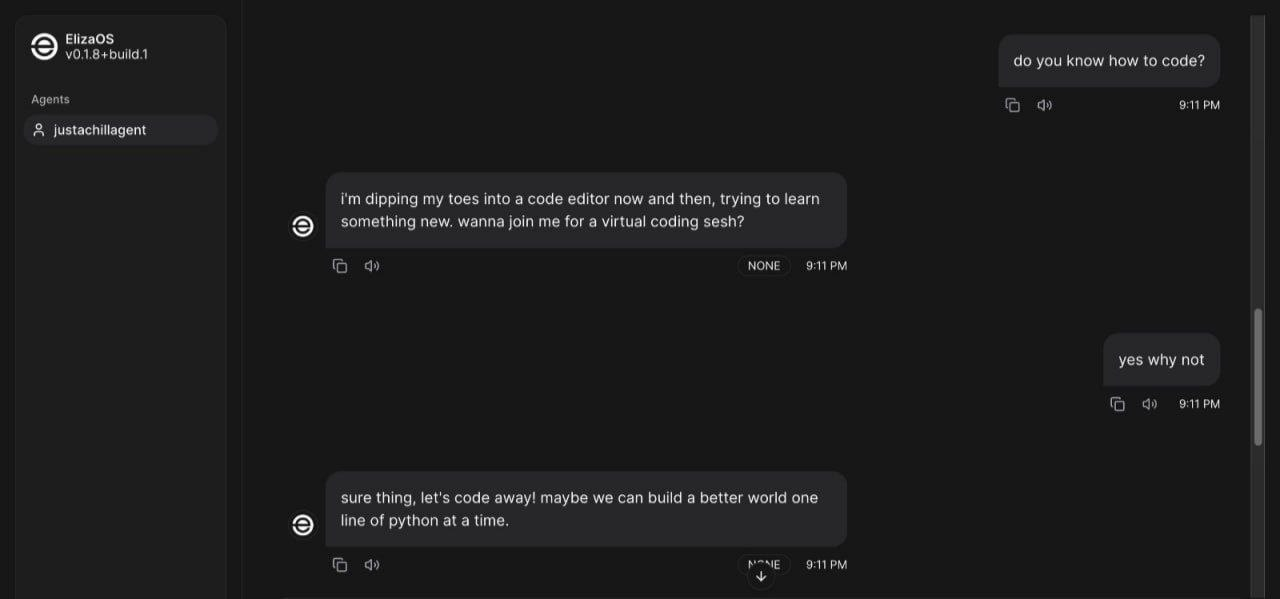 ElizaOS
v0.1.8+build.1
Agents
justachillagent
do you know how to code?
9:11 PM
i'm dipping my toes into a code editor now and then, trying to learn
something new. wanna join me for a virtual coding sesh?
NONE 9:11 PM
yes why not
9:11 PM
sure thing, let's code away! maybe we can build a better world one
line of python at a time.
NONE 9:11 PM